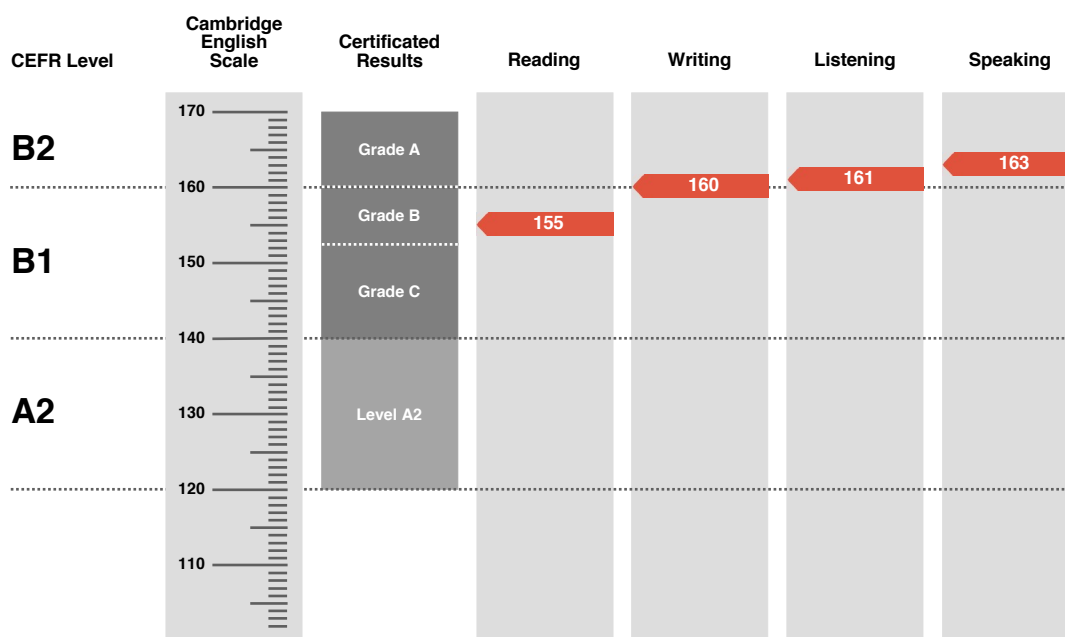 CEFR Level
Cambridge
English
Scale
Certificated
Results
Reading
Writing
Listening
Speaking
B2
B1
A2
170
160
150
140
130
120
110
Grade A
Grade B
Grade C
Level A2
155
160
161
163